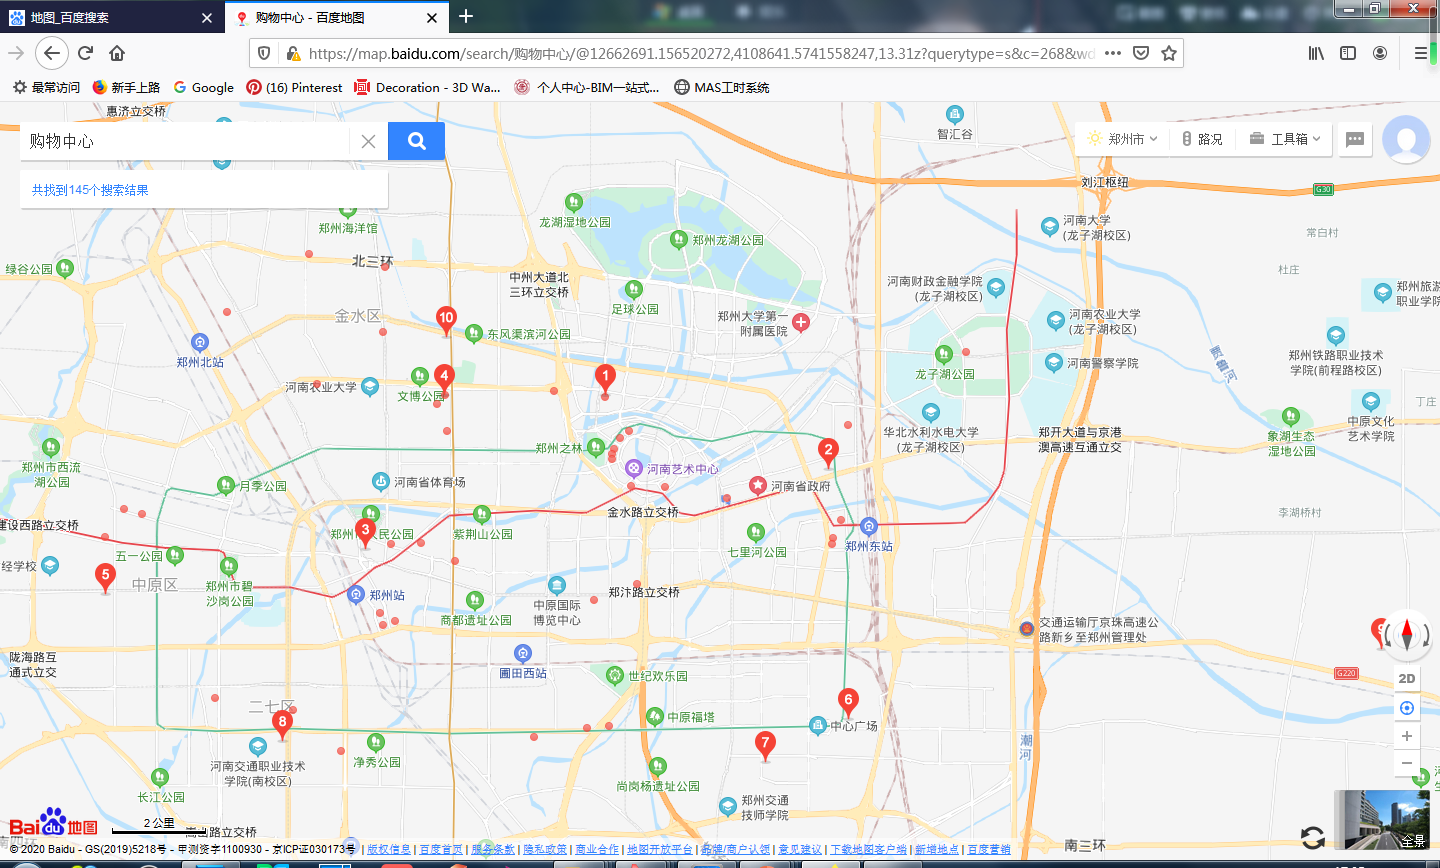 地图_百度搜索
购物中心 - 百度地图
https://map.baidu.com/search/购物中心/@12662691.156520272,4108641.5741558247,13.31z?querytype=s&c=268&wd
最常访问
新手上路
Google
(16) Pinterest
Decoration - 3D Wa...
个人中心-BIM一站式...
MAS工时系统
惠济立交桥
智汇谷
购物中心
郑州市
路况
工具箱
共找到145个搜索结果
刘江枢纽
G30
郑州海洋馆
龙湖湿地公园
郑州龙湖公园
河南大学
(龙子湖校区)
常白村
绿谷公园
北三环
中州大道北
三环立交桥
杜庄
足球公园
河南财政金融学院
(龙子湖校区)
郑州旅游
职业学院
金水区
10
东风渠滨河公园
郑州大学第一
附属医院
河南农业大学
(龙子湖校区)
郑州北站
贾鲁河
郑州铁路职业技术
学院(前程路校区)
河南警察学院
河南农业大学
4
1
文博公园
龙子湖公园
丁庄
中原文化
艺术学院
华北水利水电大学
(龙子湖校区)
郑开大道与京港
澳高速互通立交
象湖生态
湿地公园
郑州之林
2
郑州市西流
湖公园
河南艺术中心
月季公园
河南省体育场
河南省政府
金水路立交桥
李湖桥村
建设西路立交桥
3
民公园
紫荆山公园
郑州东站
七里河公园
五一公园
经学校
5
中原区
郑州市碧
沙岗公园
郑州站
郑汴路立交桥
中原国际
博览中心
商都遗址公园
交通运输厅京珠高速公
路新乡至郑州管理处
陇海路互
通式立交
圃田西站
世纪欢乐园
G220
2D
二七区
6
8
中原福塔
中心广场
7
潮河
河南交通职业技术
学院(南校区)
净秀公园
尚岗杨遗址公园
长江公园
郑州交通
技师学院
Bai du 地图
2 公里
嵩山路立交桥
全景
南四环
南三环
© 2020 Baidu - GS(2019)5218号 - 甲测资字1100930 - 京ICP证030173号 | 版权信息 | 百度首页 | 服务条款 | 隐私政策 | 商业合作 | 地图开放平台 | 品牌/商户认领 | 意见建议 | 下载地图客户端 | 新增地点 | 百度营销